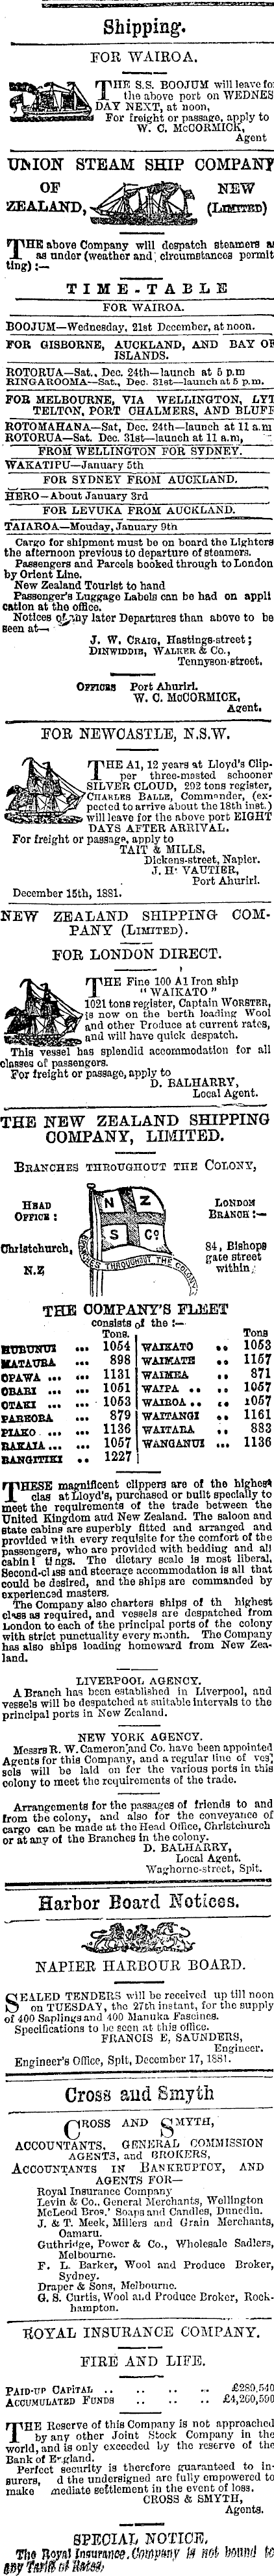 Shipping.
FOR WAIROA.
THE S.S. BOOJUM will leave for
the above port on WEDNES
DAY NEXT, at noon,
For freight or passage, apply to
W. C. McCORMICK,
Agent
UNION STEAM SHIP COMPANY
OF NEW
ZEALAND, (LIMITED)
THE above Company will despatch steamers as
as under (weather and circumstances permit
ting) :—
TIME-TABLE
FOR WAIROA.
BOOJUM—Wednesday, 21st December, at noon.
FOR GISBORNE, AUCKLAND, AND BAY OF
ISLANDS.
ROTORUA—Sat., Dec. 24th—launch at 5 p.m
RINGAROOMA—Sat., Dec. 31st—launch at 5 p.m.
FOR MELBOURNE, VIA WELLINGTON, LYT
TELTON, PORT CHALMERS, AND BLUFF
ROTOMAHANA—Sat, Dec. 24th—launch at 11 a.m
ROTORUA—Sat. Dec. 31st—launch at 11 a.m,
FROM WELLINGTON FOR SYDNEY.
WAKATIPU—January 5th
FOR SYDNEY FROM AUCKLAND.
HERO—About January 3rd
FOR LEVUKA FROM AUCKLAND.
TAIAROA—Monday, January 9th
Cargo for shipment must be on board the Lighters
the afternoon previous to departure of steamers.
Passengers and Parcels booked through to London
by Orient Line.
New Zealand Tourist to hand
Passenger's Luggage Labels can be had on appli
cation at the office.
Notices of any later Departures than above to be
seen at—
J. W. CRAIG, Hastings-street;
DINWIDDIE, WALKER & Co.,
Tennyson-street.
OFFICES Port Ahuriri.
W. C. McCORMICK,
Agent.
FOR NEWCASTLE, N.S.W.
THE A1, 12 years at Lloyd's Clip-
per three-masted schooner
SILVER CLOUD, 292 tons register,
CHARLES BALLE, Commander, (ex-
pected to arrive about the 18th inst.)
will leave for the above port EIGHT
DAYS AFTER ARRIVAL.
For freight or passage, apply to
TAIT & MILLS,
Dickens-street, Napier.
J. H. VAUTIER,
Port Ahuriri.
December 15th, 1881.
NEW ZEALAND SHIPPING COM-
PANY (LIMITED).
FOR LONDON DIRECT.
THE Fine 100 A1 Iron ship
"WAIKATO"
1021 tons register, Captain WORSTER,
is now on the berth loading Wool
and other Produce at current rates,
and will have quick despatch.
This vessel has splendid accommodation for all
classes of passengers.
For freight or passage, apply to
D. BALHARRY,
Local Agent.
THE NEW ZEALAND SHIPPING
COMPANY, LIMITED.
BRANCHES THROUGHOUT THE COLONY,
HEAD
OFFICE :
Christchurch,
N.Z
N Z
S Co
BRANCHES THROUGHOUT THE COLONY
LONDON
BRANCH :—
84, Bishops
gate street
within,
THE COMPANY'S FLEET
consists of the :—
Tons. Tons
HURUNUI ... 1054 WAIKATO .. 1053
MATAURA ... 898 WAIMATE .. 1157
OPAWA ... ... 1131 WAIMEA .. 871
ORARI ... ... 1051 WAIPA .. .. 1057
OTAKI ... ... 1053 WAIROA .. .. 1057
PAREORA ... 879 WAITANGI .. 1161
PIAKO ... ... 1136 WAITARA .. 883
RAKAIA ... ... 1057 WANGANUI ... 1136
RANGITIKI .. 1227
THESE magnificent clippers are of the highest
clas at Lloyd's, purchased or built specially to
meet the requirements of the trade between the
United Kingdom and New Zealand. The saloon and
state cabins are superbly fitted and arranged and
provided with every requisite for the comfort of the
passengers, who are provided with bedding and all
cabin fittings. The dietary scale is most liberal,
Second-class and steerage accommodation is all that
could be desired, and the ships are commanded by
experienced masters.
The Company also charters ships of th highest
class as required, and vessels are despatched from
London to each of the principal ports of the colony
with strict punctuality every month. The Company
has also ships loading homeward from New Zea-
land.
LIVERPOOL AGENCY.
A Branch has been established in Liverpool, and
vessels will be despatched at suitable intervals to the
principal ports in New Zealand.
NEW YORK AGENCY.
Messrs R. W. Cameron and Co. have been appointed
Agents for this Company, and a regular line of ves
sels will be laid on for the various ports in this
colony to meet the requirements of the trade.
Arrangements for the passages of friends to and
from the colony, and also for the conveyance of
cargo can be made at the Head Office, Christchurch
or at any of the Branches in the colony.
D. BALHARRY,
Local Agent.
Waghorne-street, Spit.
Harbor Board Notices.
NAPIER HARBOUR BOARD.
SEALED TENDERS will be received up till noon
on TUESDAY, the 27th instant, for the supply
of 400 Saplings and 400 Manuka Fascines.
Specifications to be seen at this office.
FRANCIS E, SAUNDERS,
Engineer.
Engineer's Office, Spit, December 17, 1881.
Cross and Smyth
CROSS AND SMYTH,
ACCOUNTANTS, GENERAL COMMISSION
AGENTS, and BROKERS,
ACCOUNTANTS IN BANKRUPTCY, AND
AGENTS FOR—
Royal Insurance Company
Levin & Co., General Merchants, Wellington
McLeod Bros.' Soaps and Candles, Dunedin.
J. & T. Meek, Millers and Grain Merchants,
Oamaru.
Guthridge, Power & Co., Wholesale Sadlers,
Melbourne.
F. L. Barker, Wool and Produce Broker,
Sydney.
Draper & Sons, Melbourne.
G. S. Curtis, Wool and Produce Broker, Rock-
hampton.
ROYAL INSURANCE COMPANY.
FIRE AND LIFE.
PAID-UP CAPITAL .. .. .. .. £289,540
ACCUMULATED FUNDS .. .. .. £4,260,590
THE Reserve of this Company is not approached
by any other Joint Stock Company in the
world, and is only exceeded by the reserve of the
Bank of England.
Perfect security is therefore guaranteed to in-
surers, d the undersigned are fully empowered to
make mediate settlement in the event of loss.
CROSS & SMYTH,
Agents.
SPECIAL NOTICE.
The Royal Insurance Company is not bound to
any Tariff of Rates.